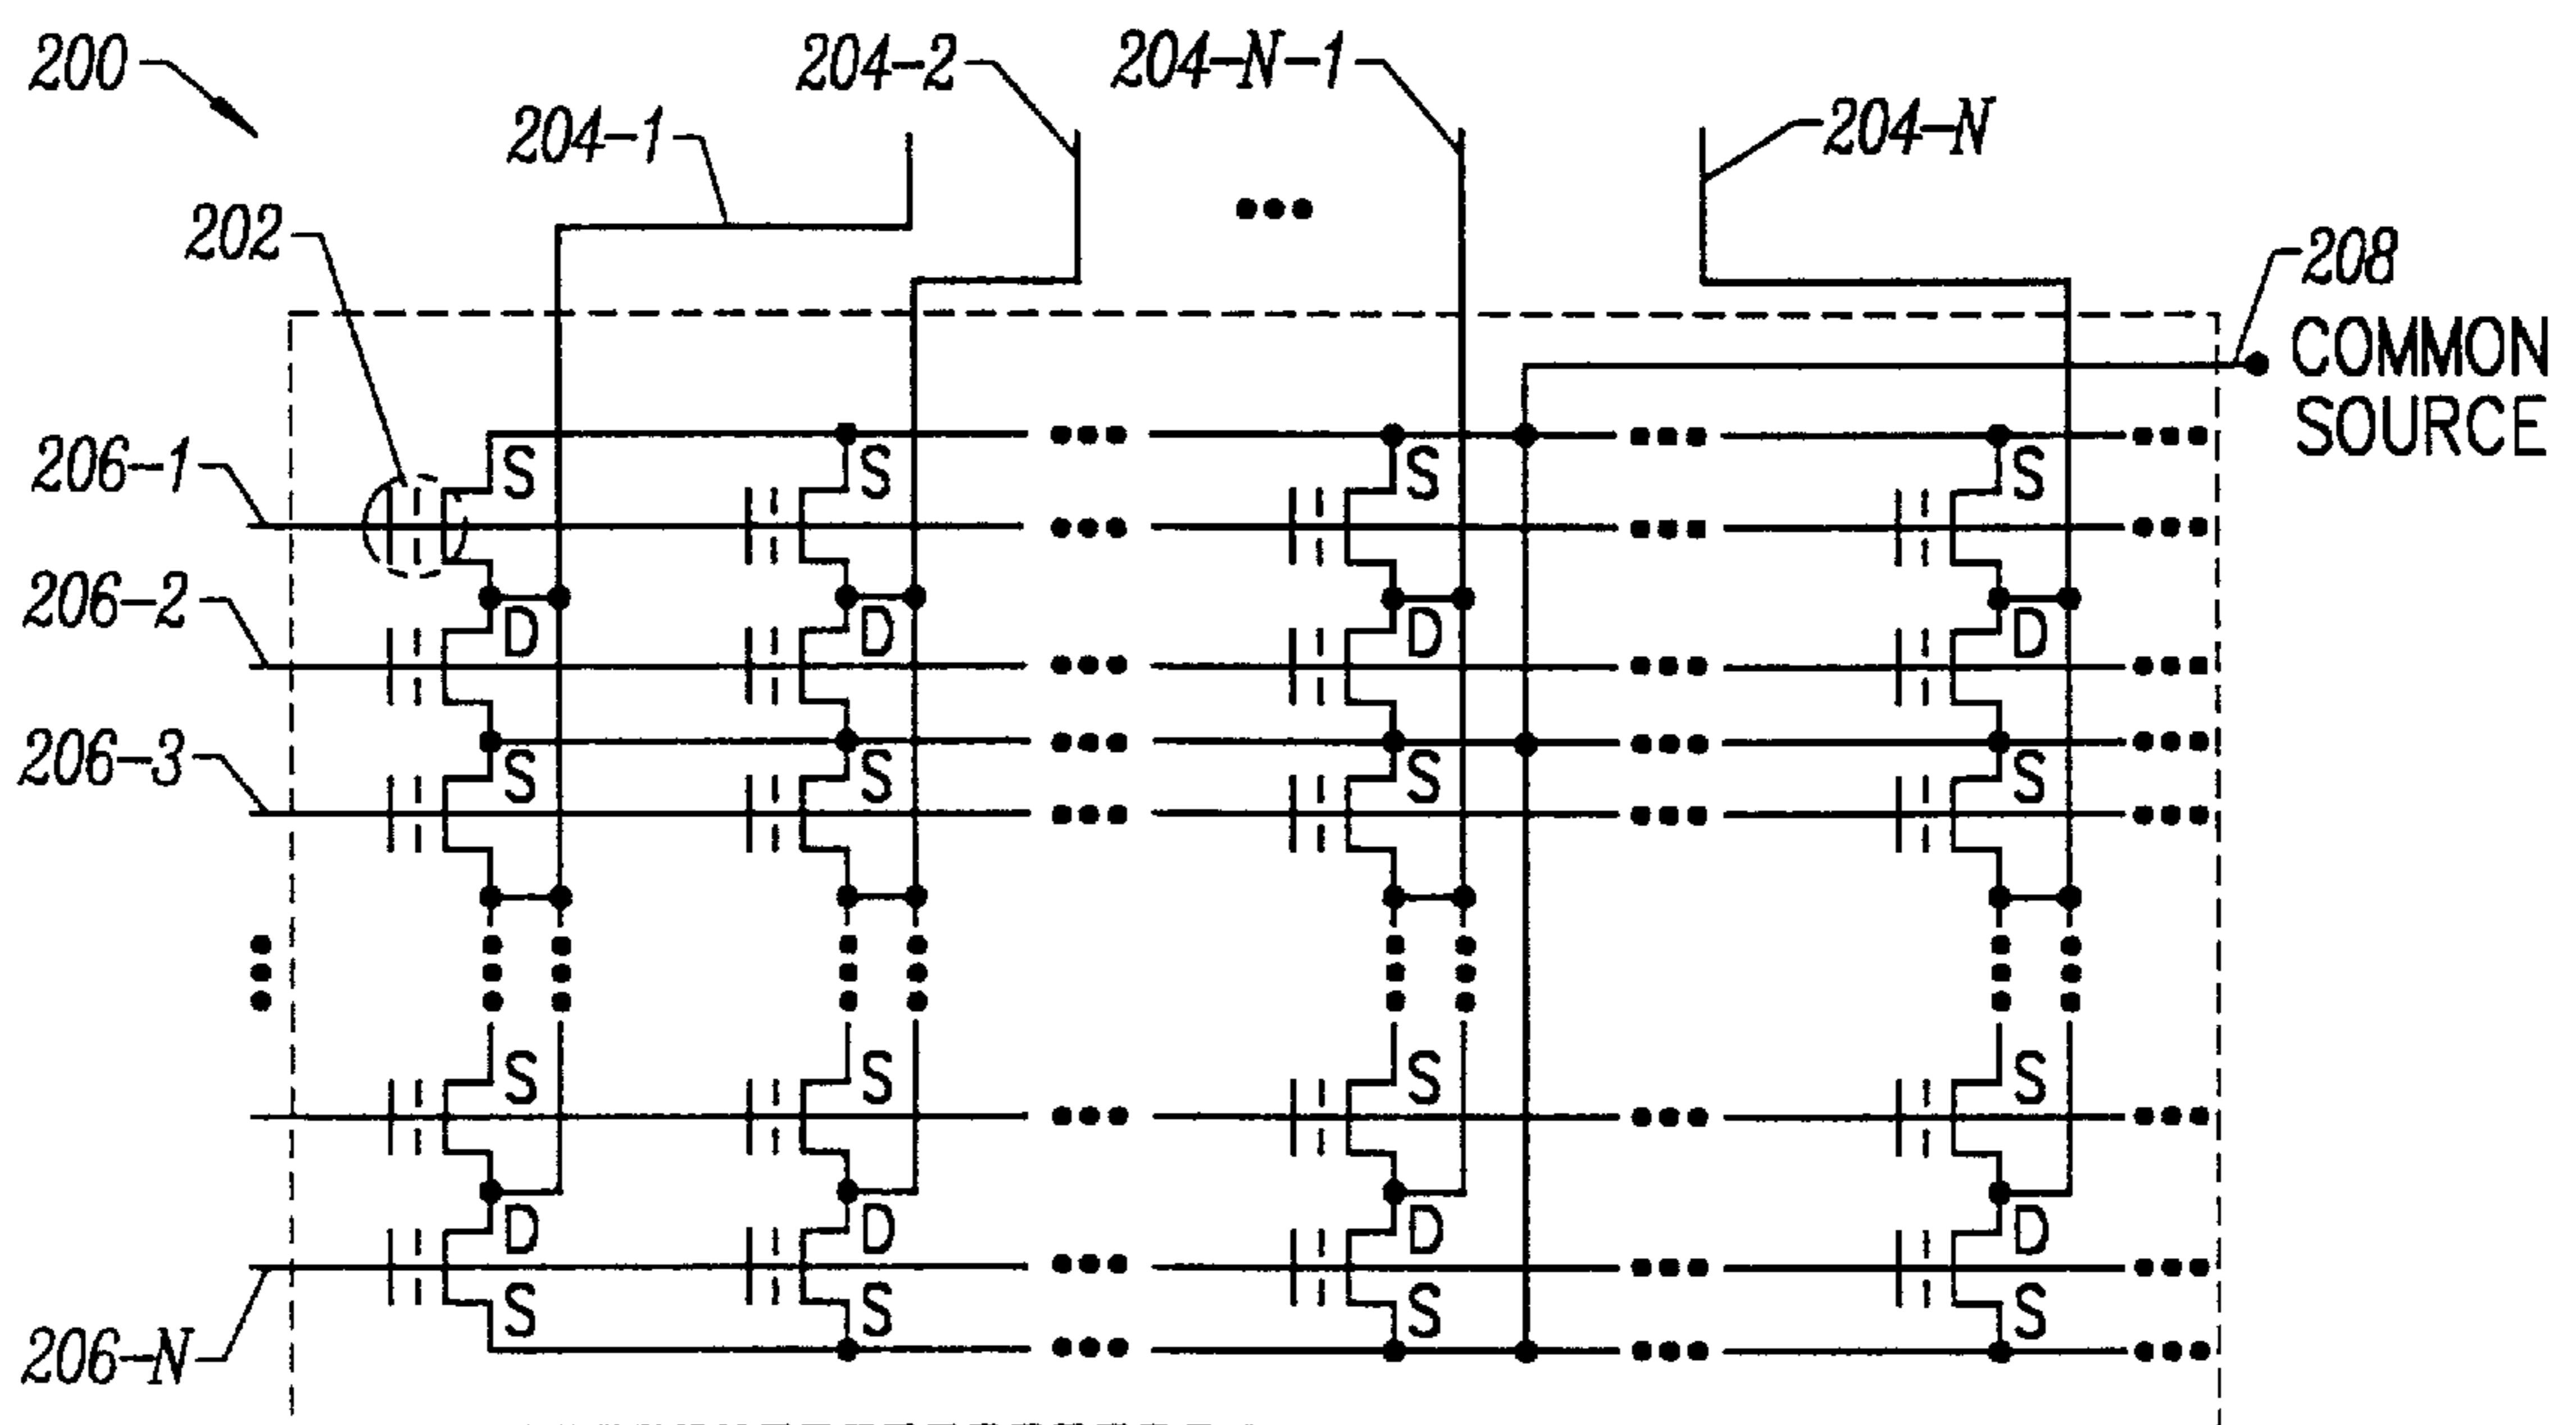 200
204-1
204-2
204-N-1
204-N
202
208
COMMON
SOURCE
206-1
S S S S
206-2
D D D D
206-3
S S S S
S S S S
D D D D
206-N
S S S S